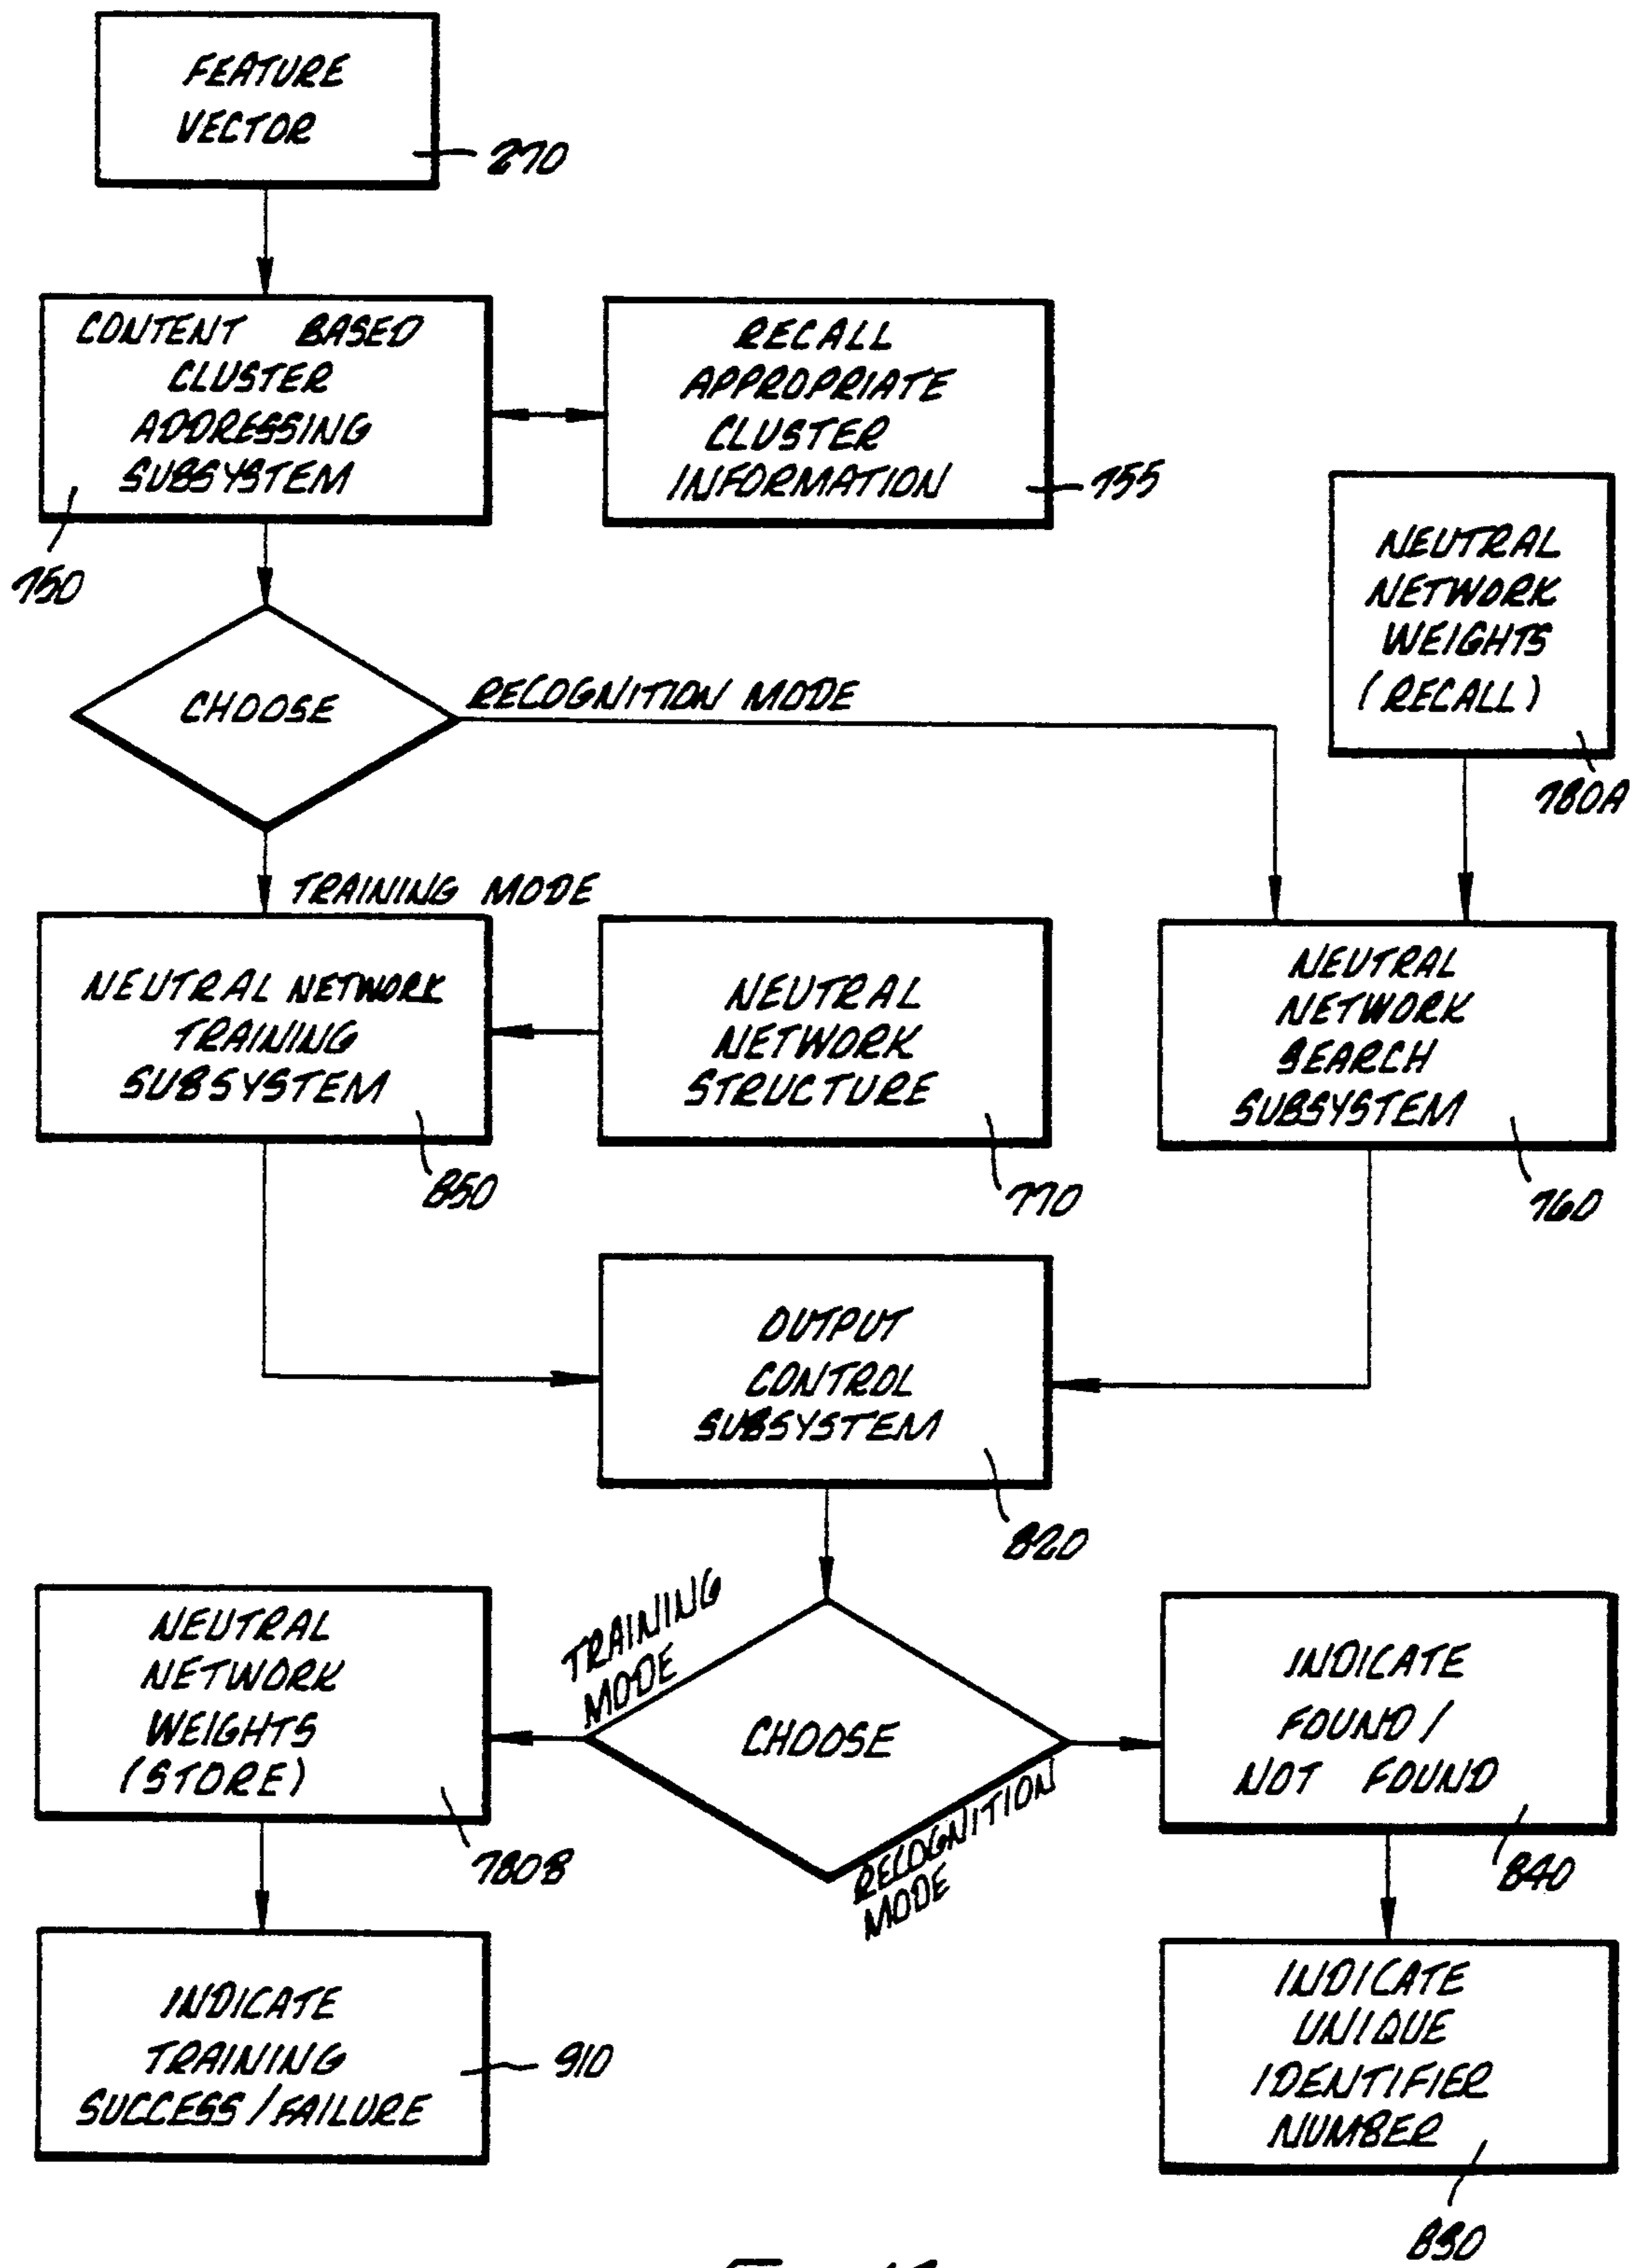 FEATURE
VECTOR
270
CONTENT BASED
CLUSTER
ADDRESSING
SUBSYSTEM
750
RECALL
APPROPRIATE
CLUSTER
INFORMATION
755
NEUTRAL
NETWORK
WEIGHTS
(RECALL)
780A
CHOOSE
RECOGNITION MODE
TRAINING MODE
NEUTRAL NETWORK
TRAINING
SUBSYSTEM
850
NEUTRAL
NETWORK
STRUCTURE
770
NEUTRAL
NETWORK
SEARCH
SUBSYSTEM
760
OUTPUT
CONTROL
SUBSYSTEM
820
NEUTRAL
NETWORK
WEIGHTS
(STORE)
780B
TRAINING
MODE
CHOOSE
RECOGNITION
MODE
INDICATE
FOUND/
NOT FOUND
840
INDICATE
TRAINING
SUCCESS/FAILURE
910
INDICATE
UNIQUE
IDENTIFIER
NUMBER
830